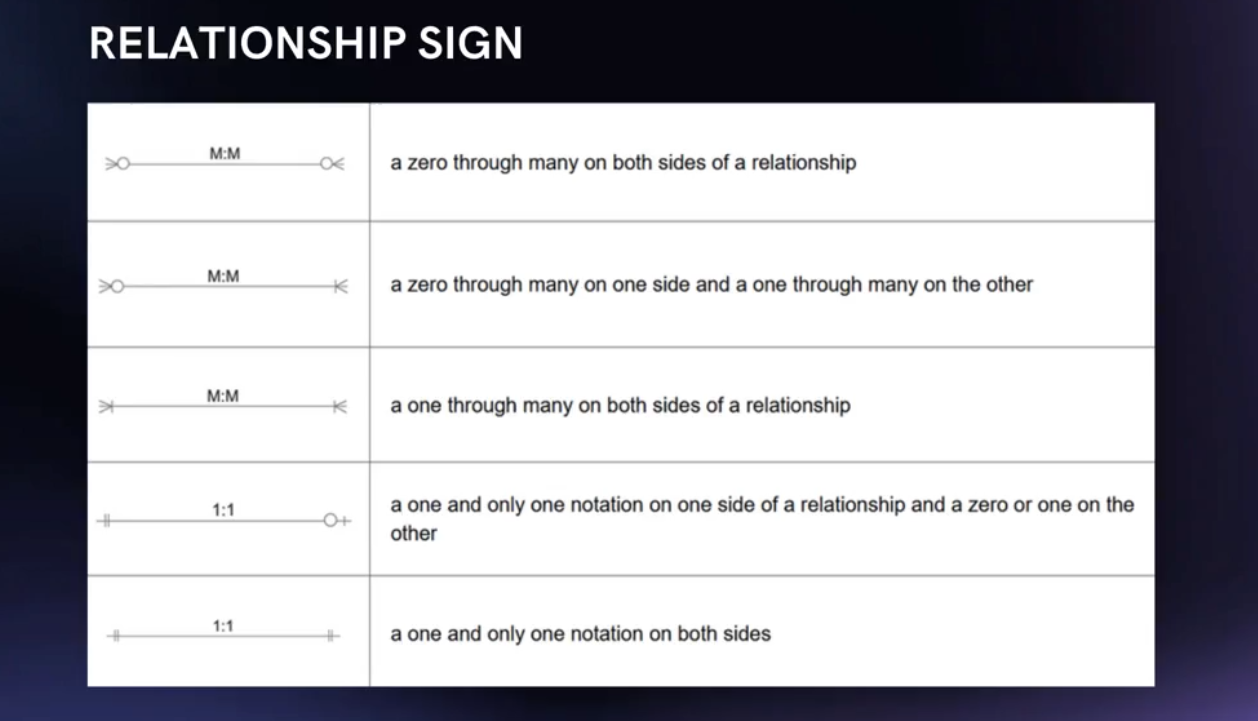 RELATIONSHIP SIGN
M:M
a zero through many on both sides of a relationship
M:M
a zero through many on one side and a one through many on the other
M:M
a one through many on both sides of a relationship
1:1
a one and only one notation on one side of a relationship and a zero or one on the
other
1:1
a one and only one notation on both sides